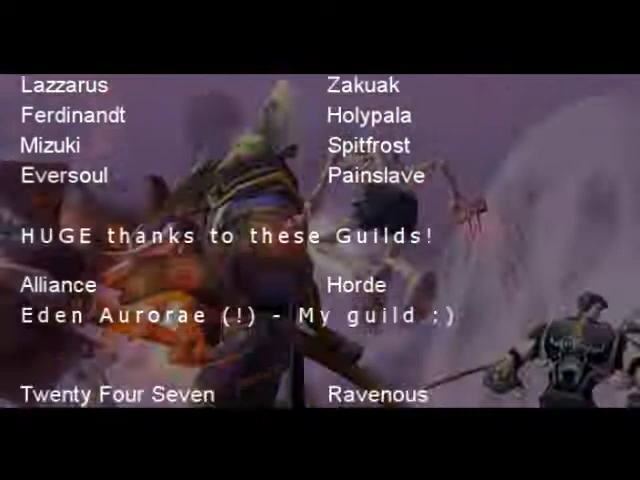 Lazzarus Zakuak
Ferdinandt Holypala
Mizuki Spitfrost
Eversoul Painslave
HUGE thanks to these Guilds!
Alliance Horde
Eden Aurorae (!) - My guild ;)
Twenty Four Seven Ravenous